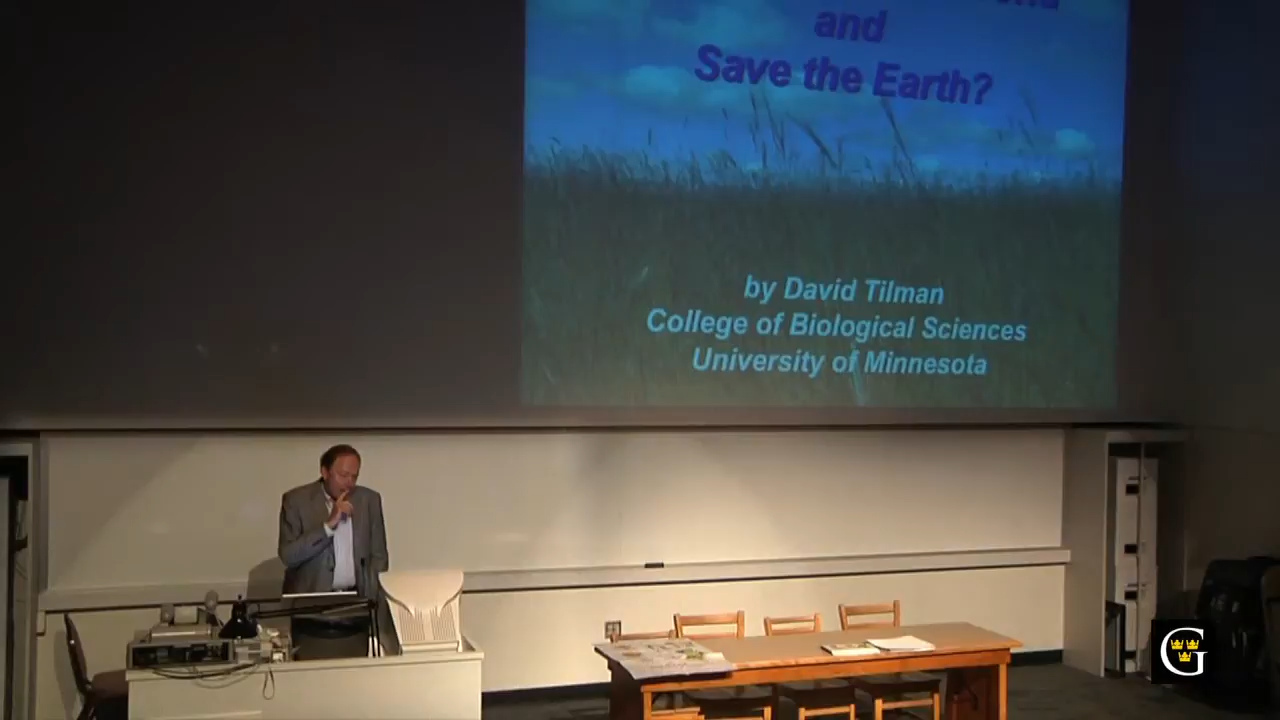 and
Save the Earth?
by David Tilman
College of Biological Sciences
University of Minnesota
G